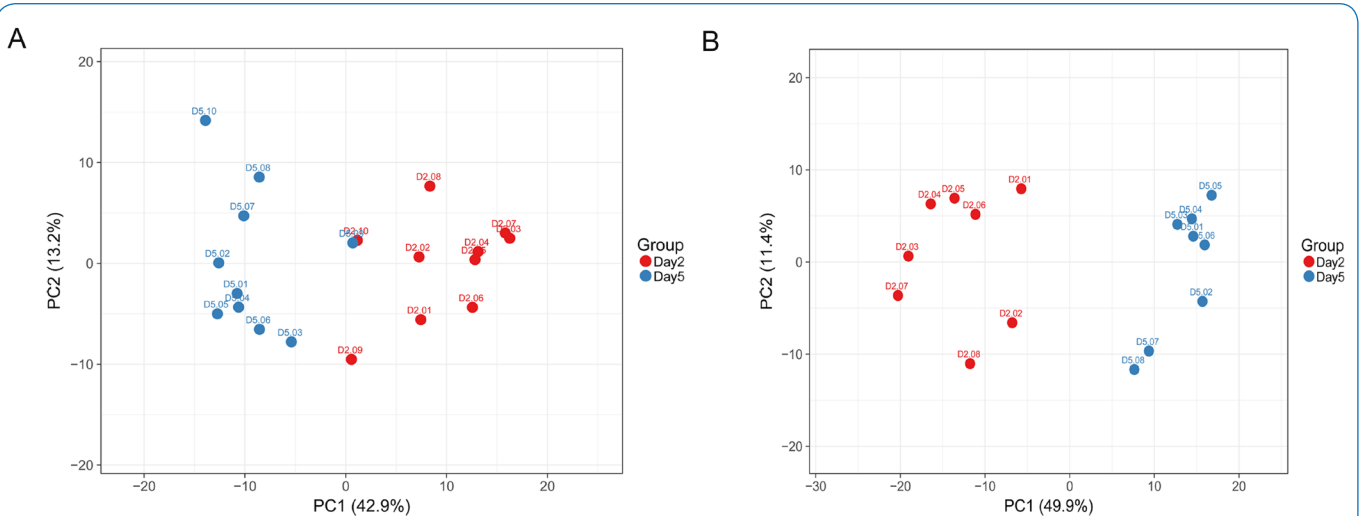 A
20
10
0
−10
−20
PC2 (13.2%)
D5.10
D5.08
D2.08
D5.07
D2.07
D2.10
D2.04
D2.02
D5.02
D5.01
D5.04
D5.05
D2.06
D2.01
D5.06
D5.03
D2.09
−20 −10 0 10 20
PC1 (42.9%)
Group
Day2
Day5
B
20
10
0
−10
−20
PC2 (11.4%)
D2.01
D2.05
D2.04
D2.06
D5.05
D5.04
D5.03
D5.01
D5.06
D2.03
D2.07
D5.02
D2.02
D5.07
D2.08
D5.08
−30 −20 −10 0 10 20
PC1 (49.9%)
Group
Day2
Day5